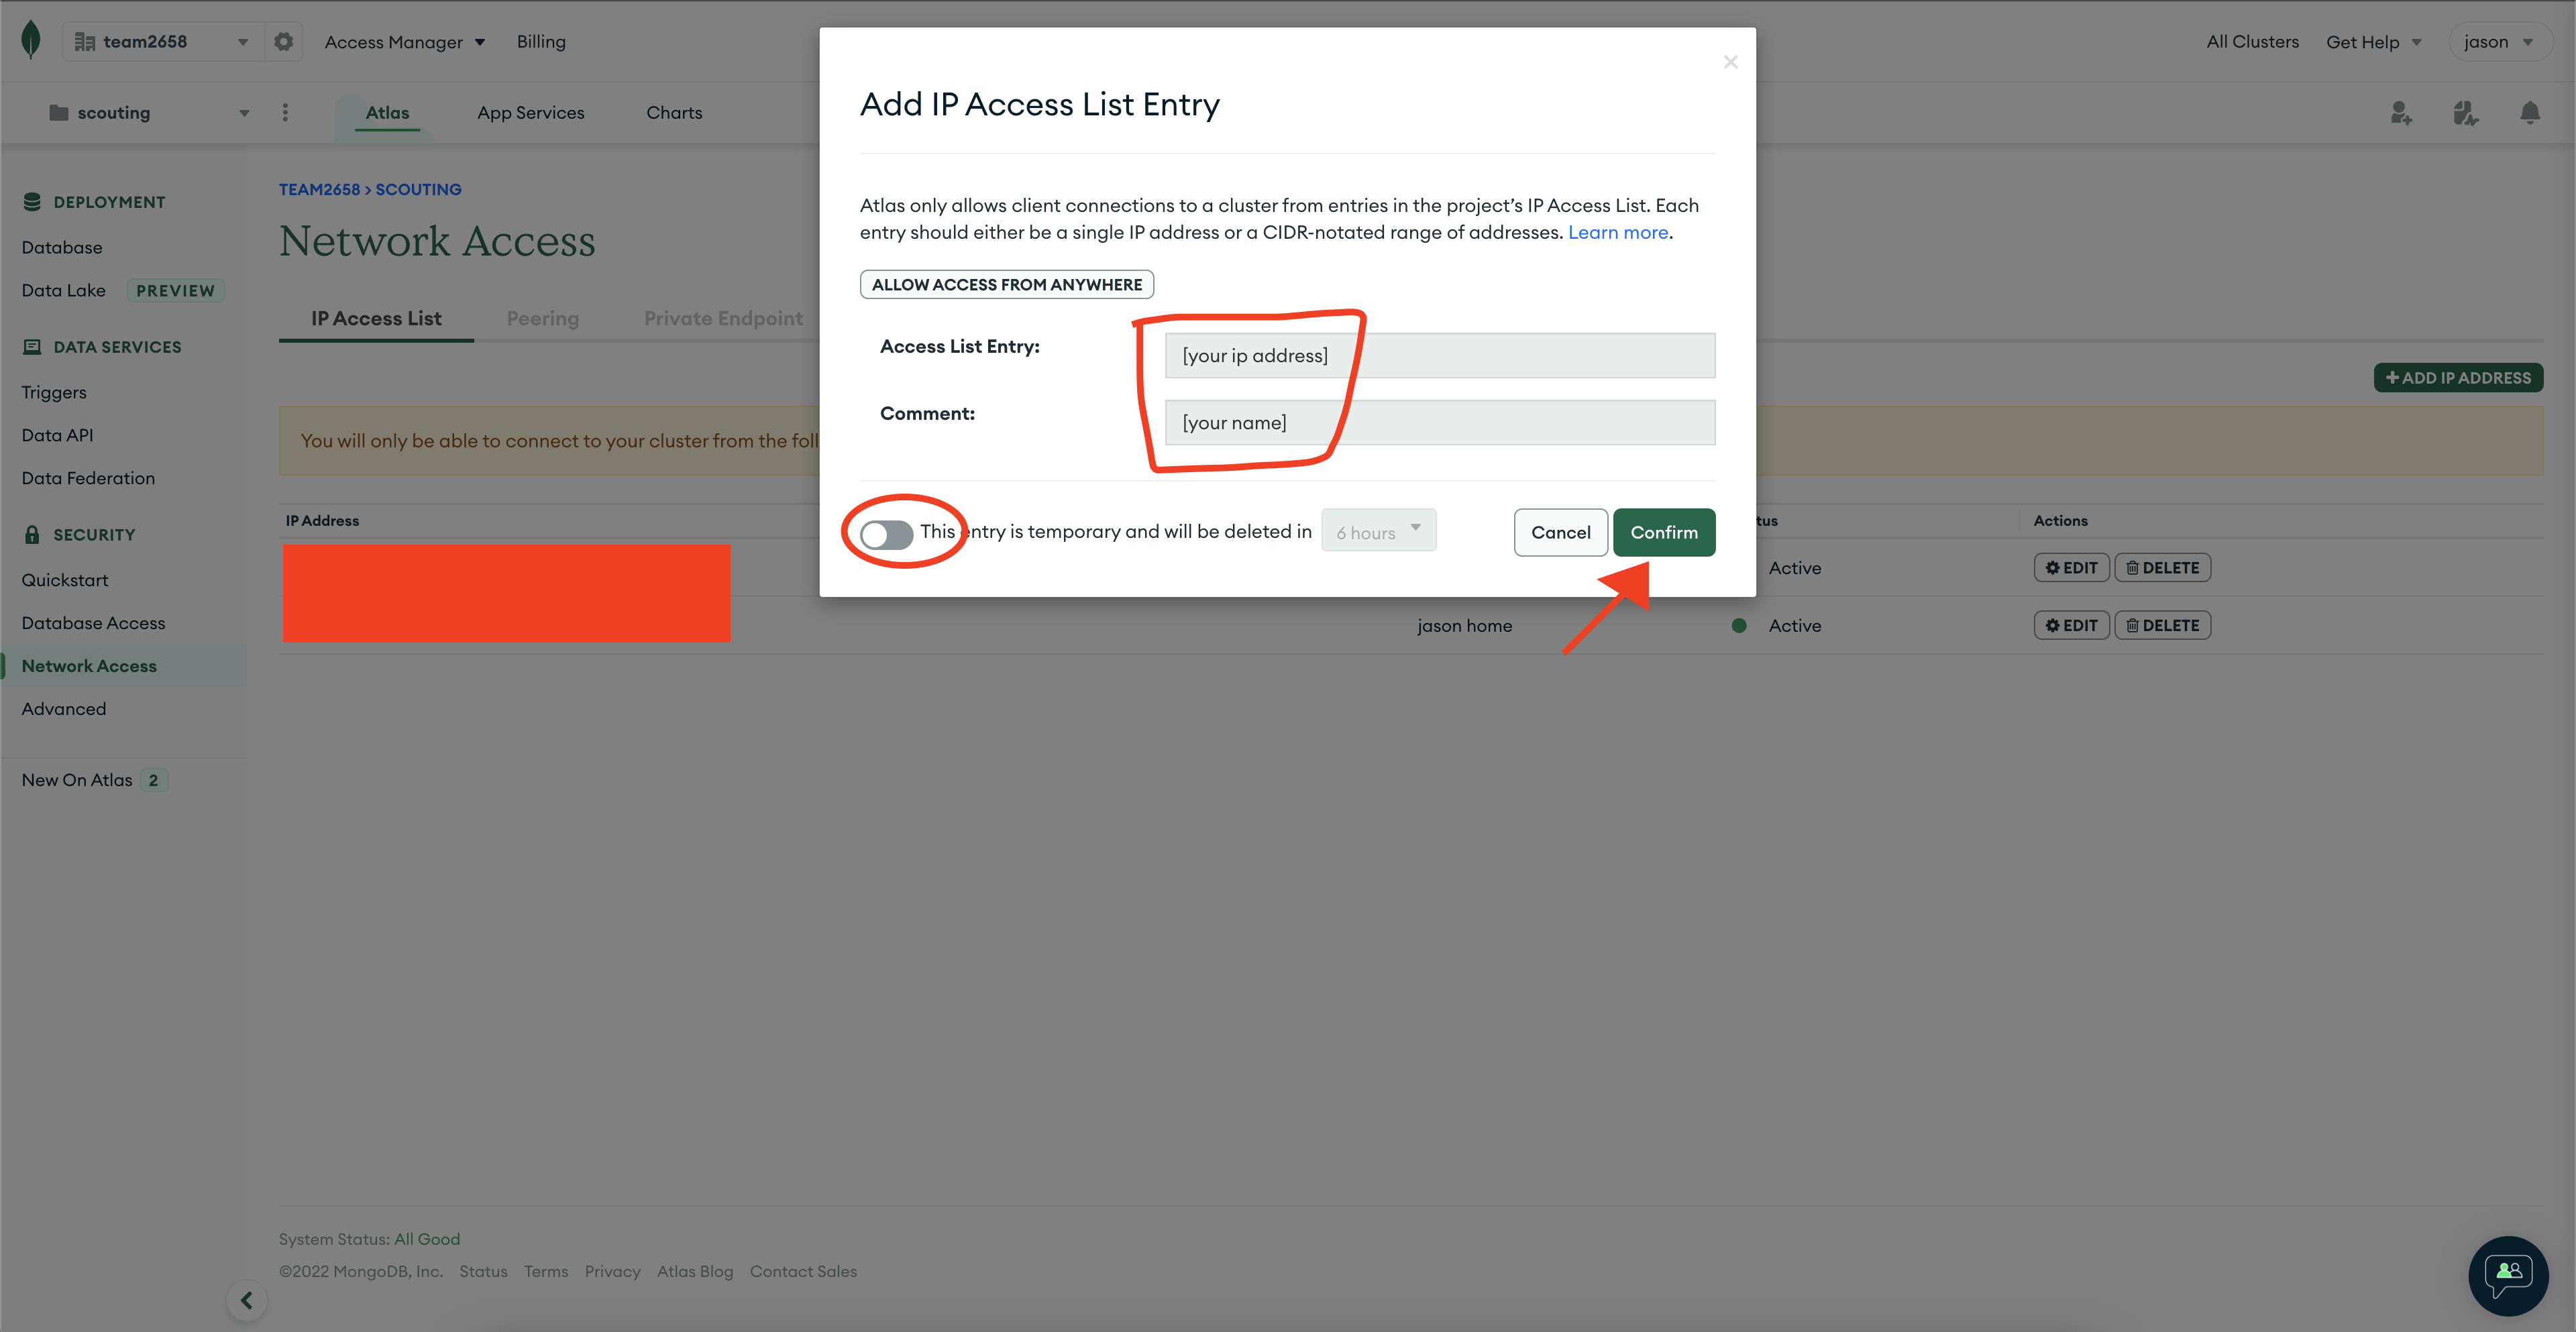 team2658
Access Manager
Billing
All Clusters
Get Help
jason
scouting
Atlas
App Services
Charts
DEPLOYMENT
Database
Data Lake PREVIEW
DATA SERVICES
Triggers
Data API
Data Federation
SECURITY
Quickstart
Database Access
Network Access
Advanced
New On Atlas 2
TEAM2658 > SCOUTING
Network Access
IP Access List
Peering
Private Endpoint
+ ADD IP ADDRESS
You will only be able to connect to your cluster from the
IP Address
Actions
Active
EDIT
DELETE
jason home
Active
EDIT
DELETE
Add IP Access List Entry
Atlas only allows client connections to a cluster from entries in the project’s IP Access List. Each
entry should either be a single IP address or a CIDR-notated range of addresses. Learn more.
ALLOW ACCESS FROM ANYWHERE
Access List Entry:
[your ip address]
Comment:
[your name]
This entry is temporary and will be deleted in
6 hours
Cancel
Confirm
System Status: All Good
©2022 MongoDB, Inc. Status Terms Privacy Atlas Blog Contact Sales